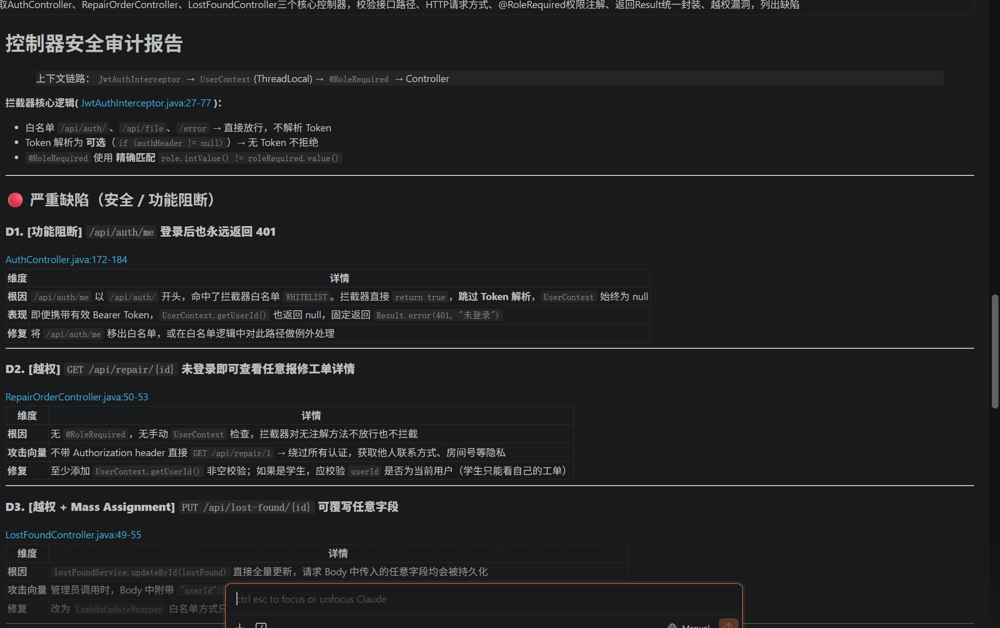 取AuthController、RepairOrderController、LostFoundController三个核心控制器，校验接口路径、HTTP请求方式、@RoleRequired权限注解、返回Result统一封装、越权漏洞，列出缺陷
控制器安全审计报告
上下文链路： JwtAuthInterceptor → UserContext (ThreadLocal) → @RoleRequired → Controller
拦截器核心逻辑( JwtAuthInterceptor.java:27-77 )：
• 白名单 /api/auth/ 、 /api/file 、 /error → 直接放行，不解析 Token
• Token 解析为 可选（ if (authHeader != null) ）→ 无 Token 不拒绝
• @RoleRequired 使用 精确匹配 role.intValue() != roleRequired.value()
🔴 严重缺陷（安全 / 功能阻断）
D1. [功能阻断] /api/auth/me 登录后也永远返回 401
AuthController.java:172-184
维度 详情
根因 /api/auth/me 以 /api/auth/ 开头，命中了拦截器白名单 WHITELIST 。拦截器直接 return true ，跳过 Token 解析， UserContext 始终为 null
表现 即便携带有效 Bearer Token， UserContext.getUserId() 也返回 null，固定返回 Result.error(401, "未登录")
修复 将 /api/auth/me 移出白名单，或在白名单逻辑中对此路径做例外处理
D2. [越权] GET /api/repair/{id} 未登录即可查看任意报修工单详情
RepairOrderController.java:50-53
维度 详情
根因 无 @RoleRequired ，无手动 UserContext 检查，拦截器对无注解方法不放行也不拦截
攻击向量 不带 Authorization header 直接 GET /api/repair/1 → 绕过所有认证，获取他人联系方式、房间号等隐私
修复 至少添加 UserContext.getUserId() 非空校验；如果是学生，应校验 userId 是否为当前用户（学生只能看自己的工单）
D3. [越权 + Mass Assignment] PUT /api/lost-found/{id} 可覆写任意字段
LostFoundController.java:49-55
维度 详情
根因 lostFoundService.updateById(lostFound) 直接全量更新，请求 Body 中传入的任意字段均会被持久化
攻击向量 管理员调用时，Body 中附带 "userId":
修复 改为 LambdaUpdateWrapper 白名单方式只
ctrl esc to focus or unfocus Claude
Manual